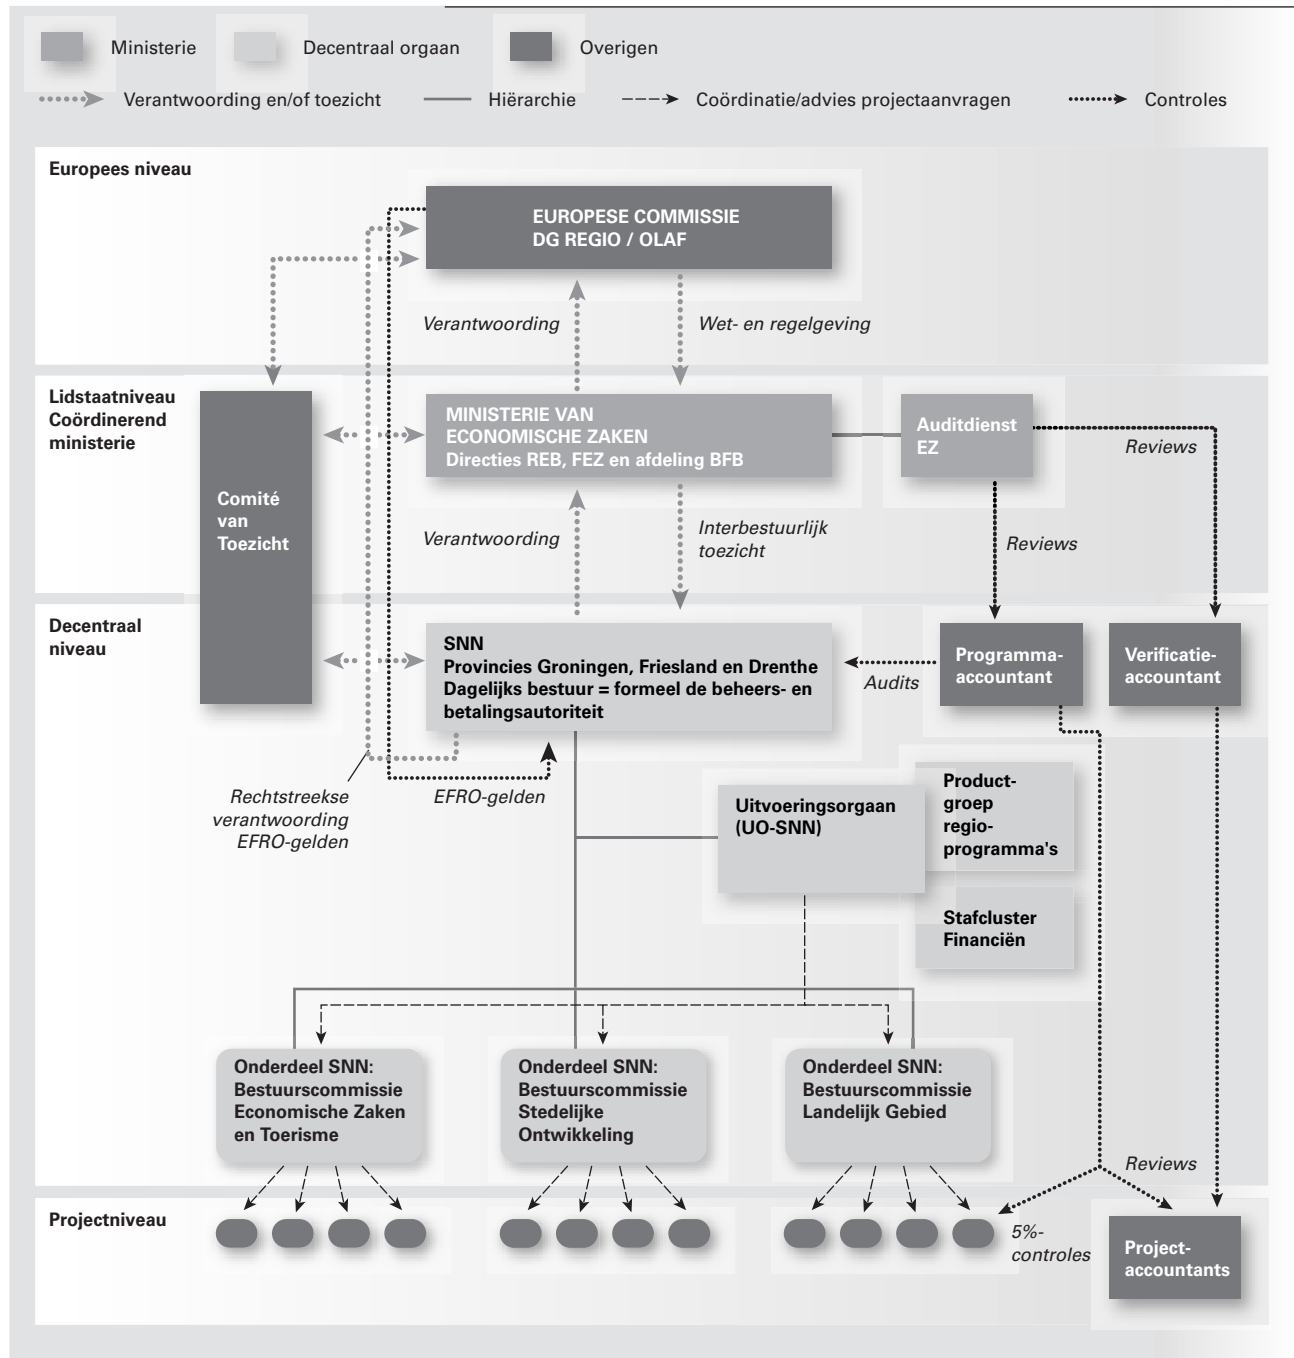 Ministerie
Decentraal orgaan
Overigen
Verantwoording en/of toezicht
Hiërarchie
Coördinatie/advies projectaanvragen
Controles
Europees niveau
EUROPESE COMMISSIE
DG REGIO / OLAF
Verantwoording
Wet- en regelgeving
Lidstaatniveau
Coördinerend
ministerie
MINISTERIE VAN
ECONOMISCHE ZAKEN
Directies REB, FEZ en afdeling BFB
Auditdienst
EZ
Reviews
Comité
van
Toezicht
Verantwoording
Interbestuurlijk
toezicht
Reviews
Decentraal
niveau
SNN
Provincies Groningen, Friesland en Drenthe
Dagelijks bestuur = formeel de beheers- en
betalingsautoriteit
Audits
Programma-
accountant
Verificatie-
accountant
Rechtstreekse
verantwoording
EFRO-gelden
EFRO-gelden
Uitvoeringsorgaan
(UO-SNN)
Product-
groep
regio-
programma's
Stafcluster
Financiën
Onderdeel SNN:
Bestuurscommissie
Economische Zaken
en Toerisme
Onderdeel SNN:
Bestuurscommissie
Stedelijke
Ontwikkeling
Onderdeel SNN:
Bestuurscommissie
Landelijk Gebied
Reviews
Projectniveau
5%-
controles
Project-
accountants